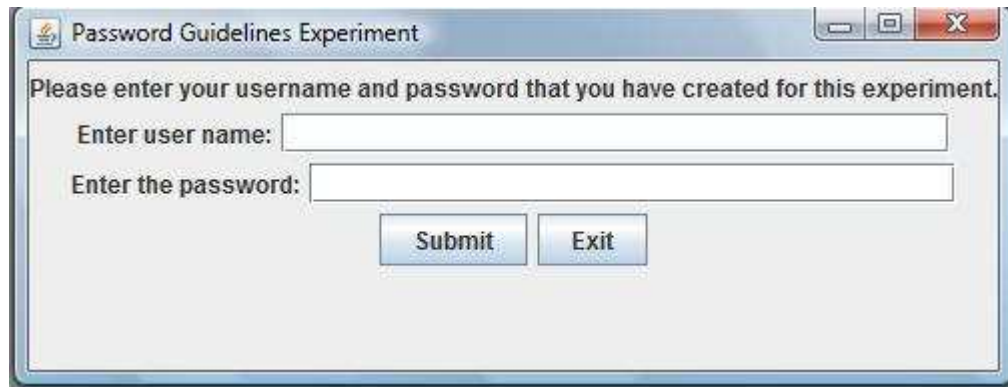 Password Guidelines Experiment
Please enter your username and password that you have created for this experiment.
Enter user name:
Enter the password:
Submit Exit